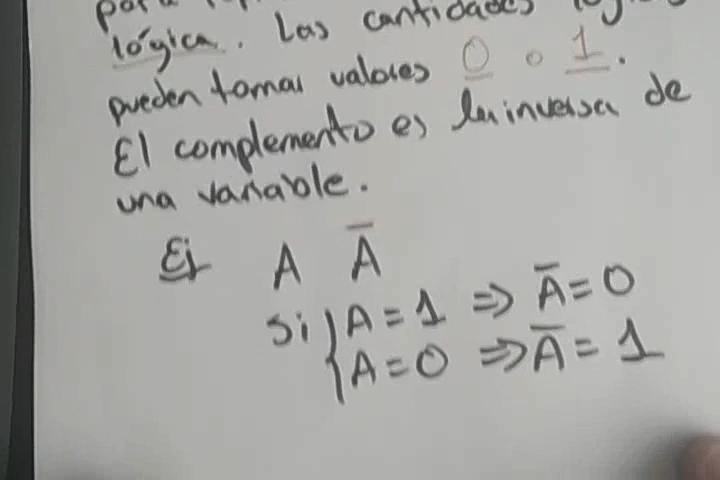 para
lógica. Las cantidades
pueden tomar valores 0 o 1.
El complemento es la inversa de
una variable.
Ej A Ā
si { A = 1 ⇒ Ā = 0
A = 0 ⇒ Ā = 1